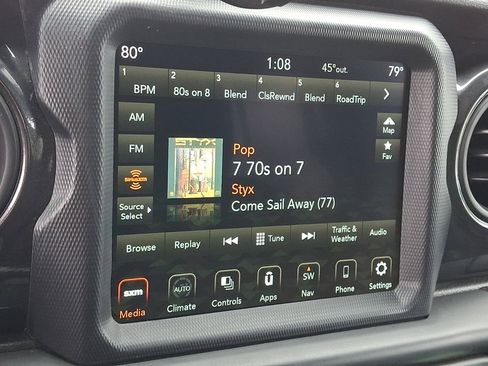 80° 1:08 45°out. 79°
1 2 3 4 5 6
BPM 80s on 8 Blend ClsRewnd Blend RoadTrip
AM
Map
FM
Pop
Fav
7 70s on 7
siriusxm
Styx
Source
Select
Come Sail Away (77)
Browse Replay Tune Traffic & Weather Audio
sxm AUTO SW
Media Climate Controls Apps Nav Phone Settings